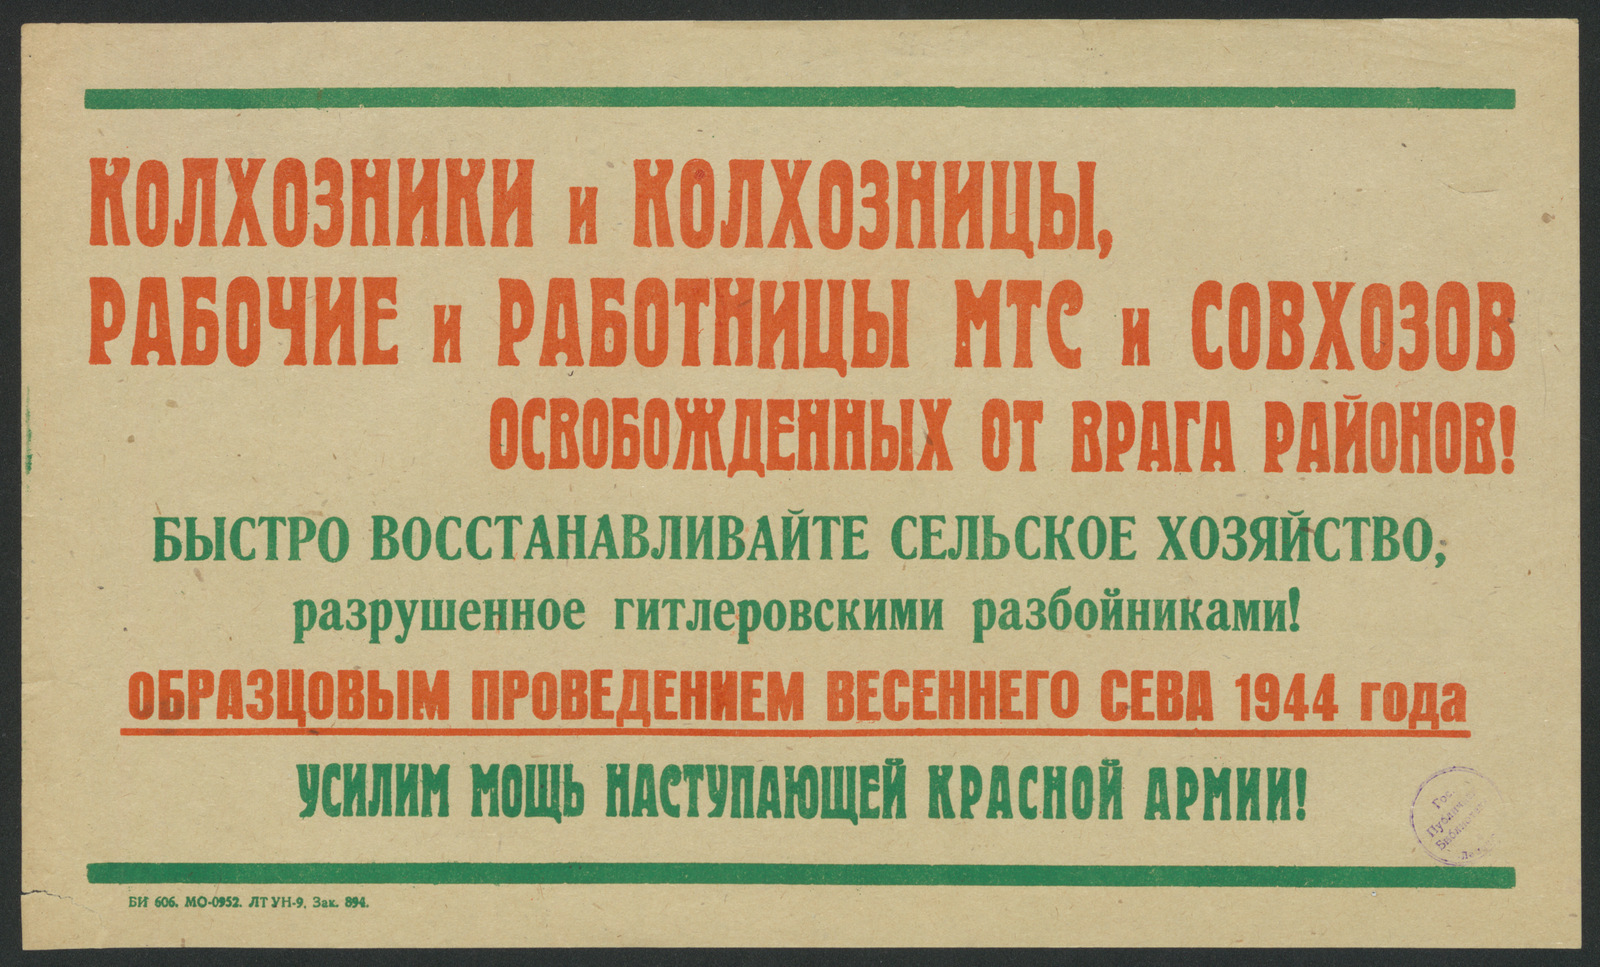 КОЛХОЗНИКИ и КОЛХОЗНИЦЫ,
РАБОЧИЕ и РАБОТНИЦЫ МТС и СОВХОЗОВ
ОСВОБОЖДЕННЫХ ОТ ВРАГА РАЙОНОВ!
БЫСТРО ВОССТАНАВЛИВАЙТЕ СЕЛЬСКОЕ ХОЗЯЙСТВО,
разрушенное гитлеровскими разбойниками!
ОБРАЗЦОВЫМ ПРОВЕДЕНИЕМ ВЕСЕННЕГО СЕВА 1944 года
УСИЛИМ МОЩЬ НАСТУПАЮЩЕЙ КРАСНОЙ АРМИИ!
БИ 606. МО-0952. ЛТ УН-9, Зак. 894.